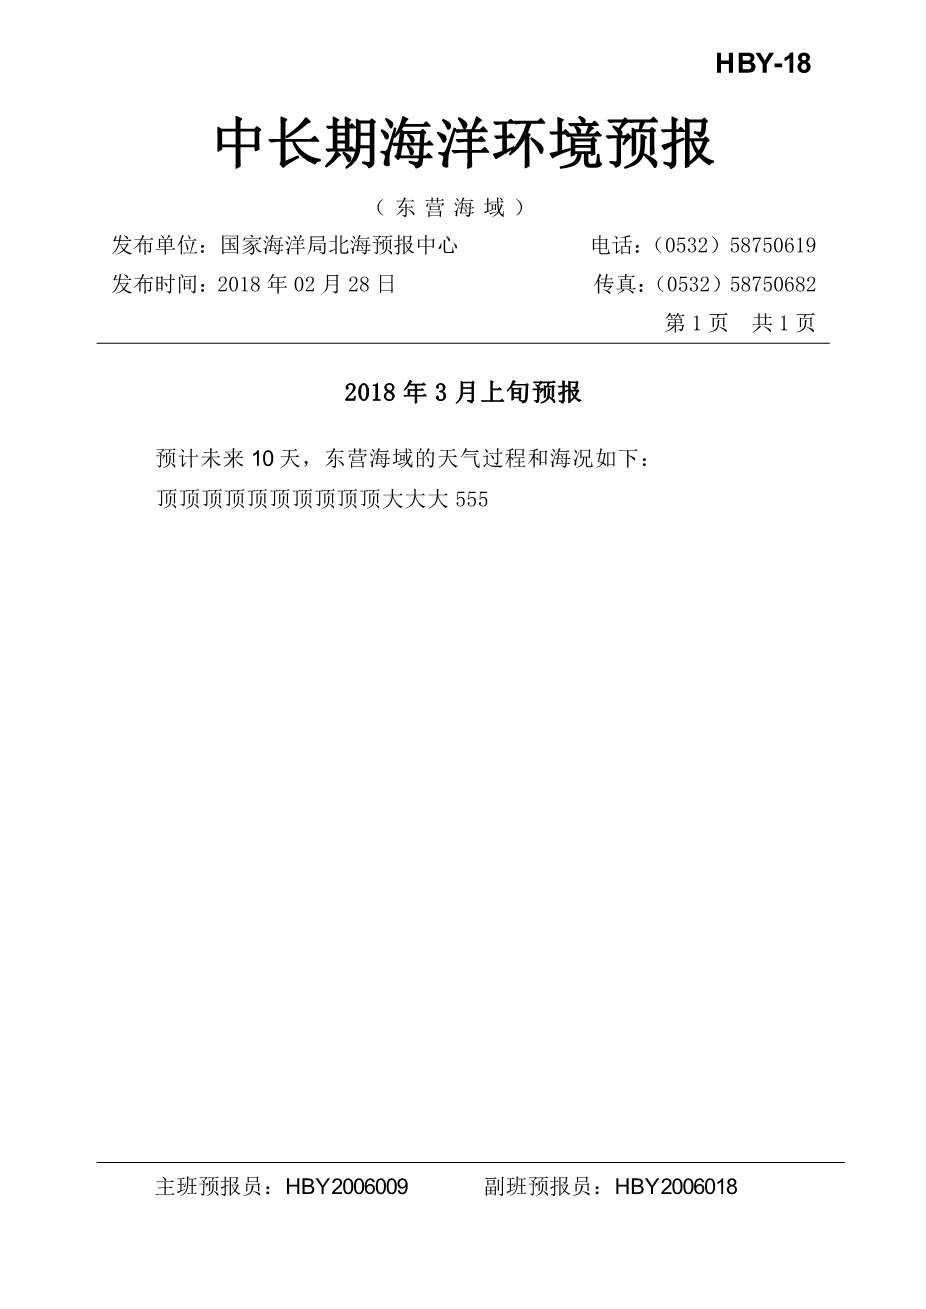 HBY-18
中长期海洋环境预报
（东营海域）
发布单位：国家海洋局北海预报中心 电话：（0532）58750619
发布时间：2018 年 02 月 28 日 传真：（0532）58750682
第 1 页 共 1 页
2018 年 3 月上旬预报
预计未来 10 天，东营海域的天气过程和海况如下：
顶顶顶顶顶顶顶顶顶顶大大大 555
主班预报员：HBY2006009 副班预报员：HBY2006018